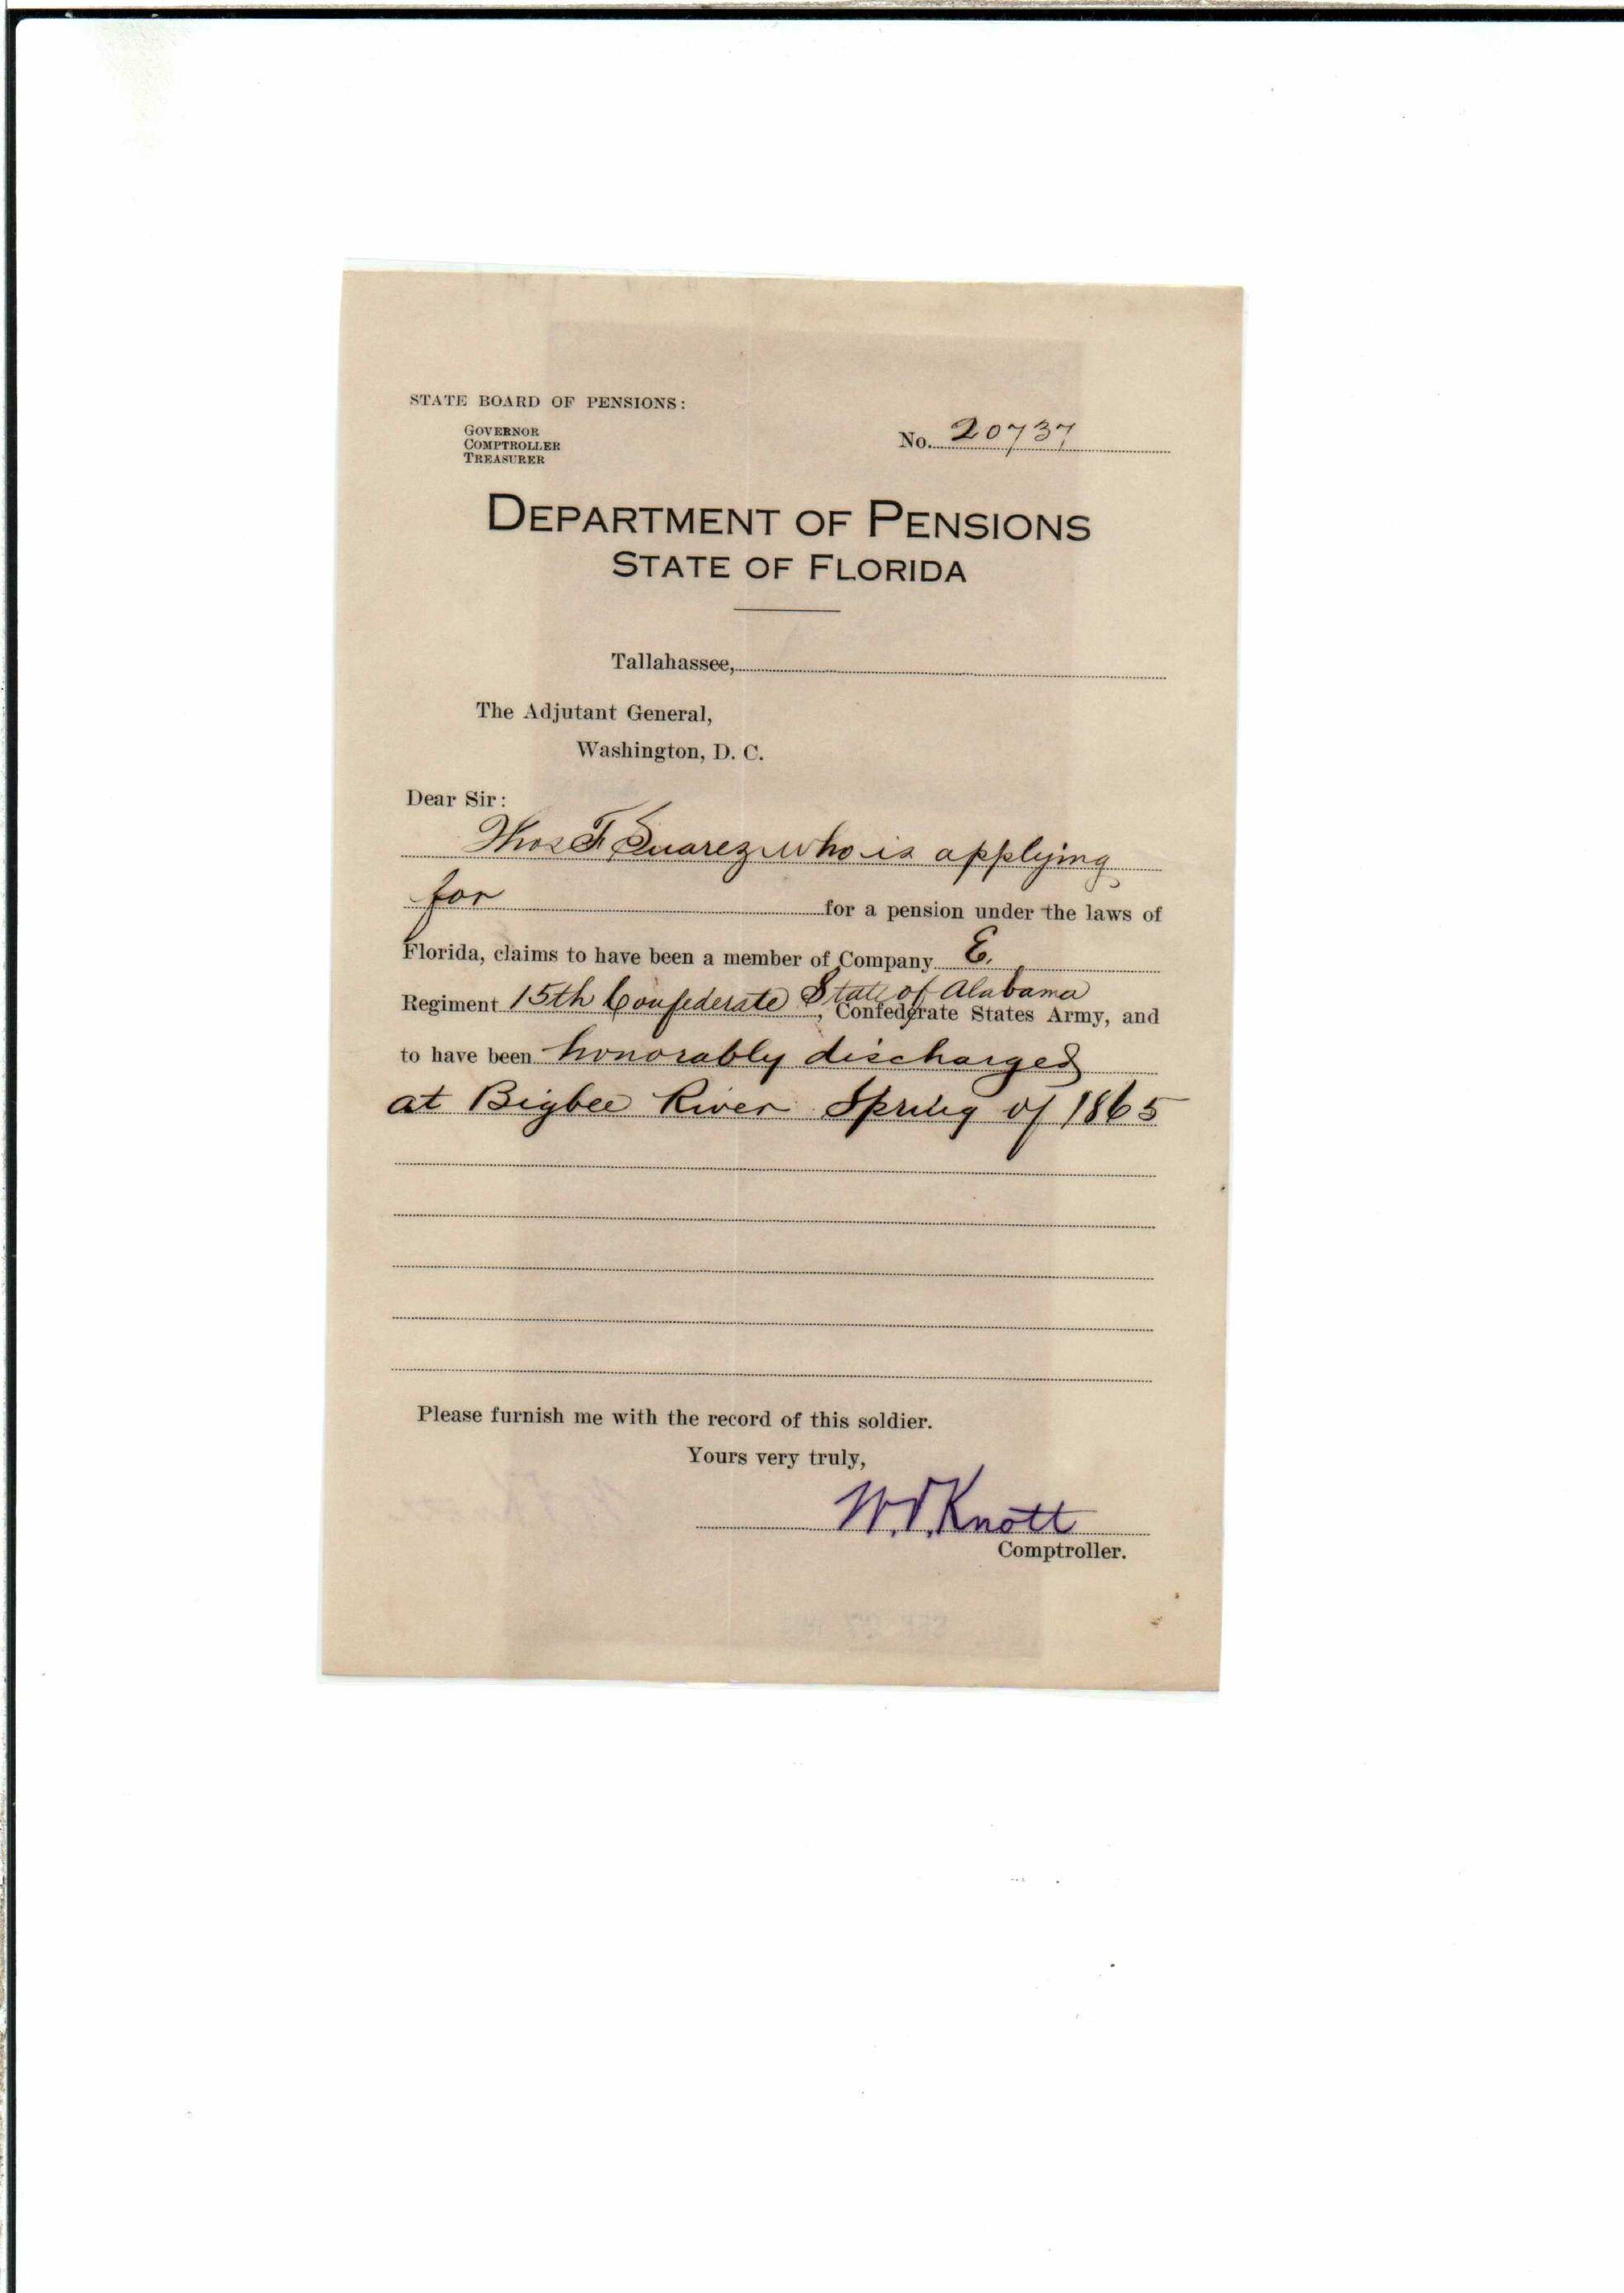 STATE BOARD OF PENSIONS:
GOVERNOR
COMPTROLLER
TREASURER
No. 20737
DEPARTMENT OF PENSIONS
STATE OF FLORIDA
Tallahassee,
The Adjutant General,
Washington, D. C.
Dear Sir:
Thos F Suarez who is applying
for for a pension under the laws of
Florida, claims to have been a member of Company E.
Regiment 15th Confederate State of Alabama, Confederate States Army, and
to have been honorably discharged
at Bigbee River Spring of 1865
Please furnish me with the record of this soldier.
Yours very truly,
W.V. Knott
Comptroller.